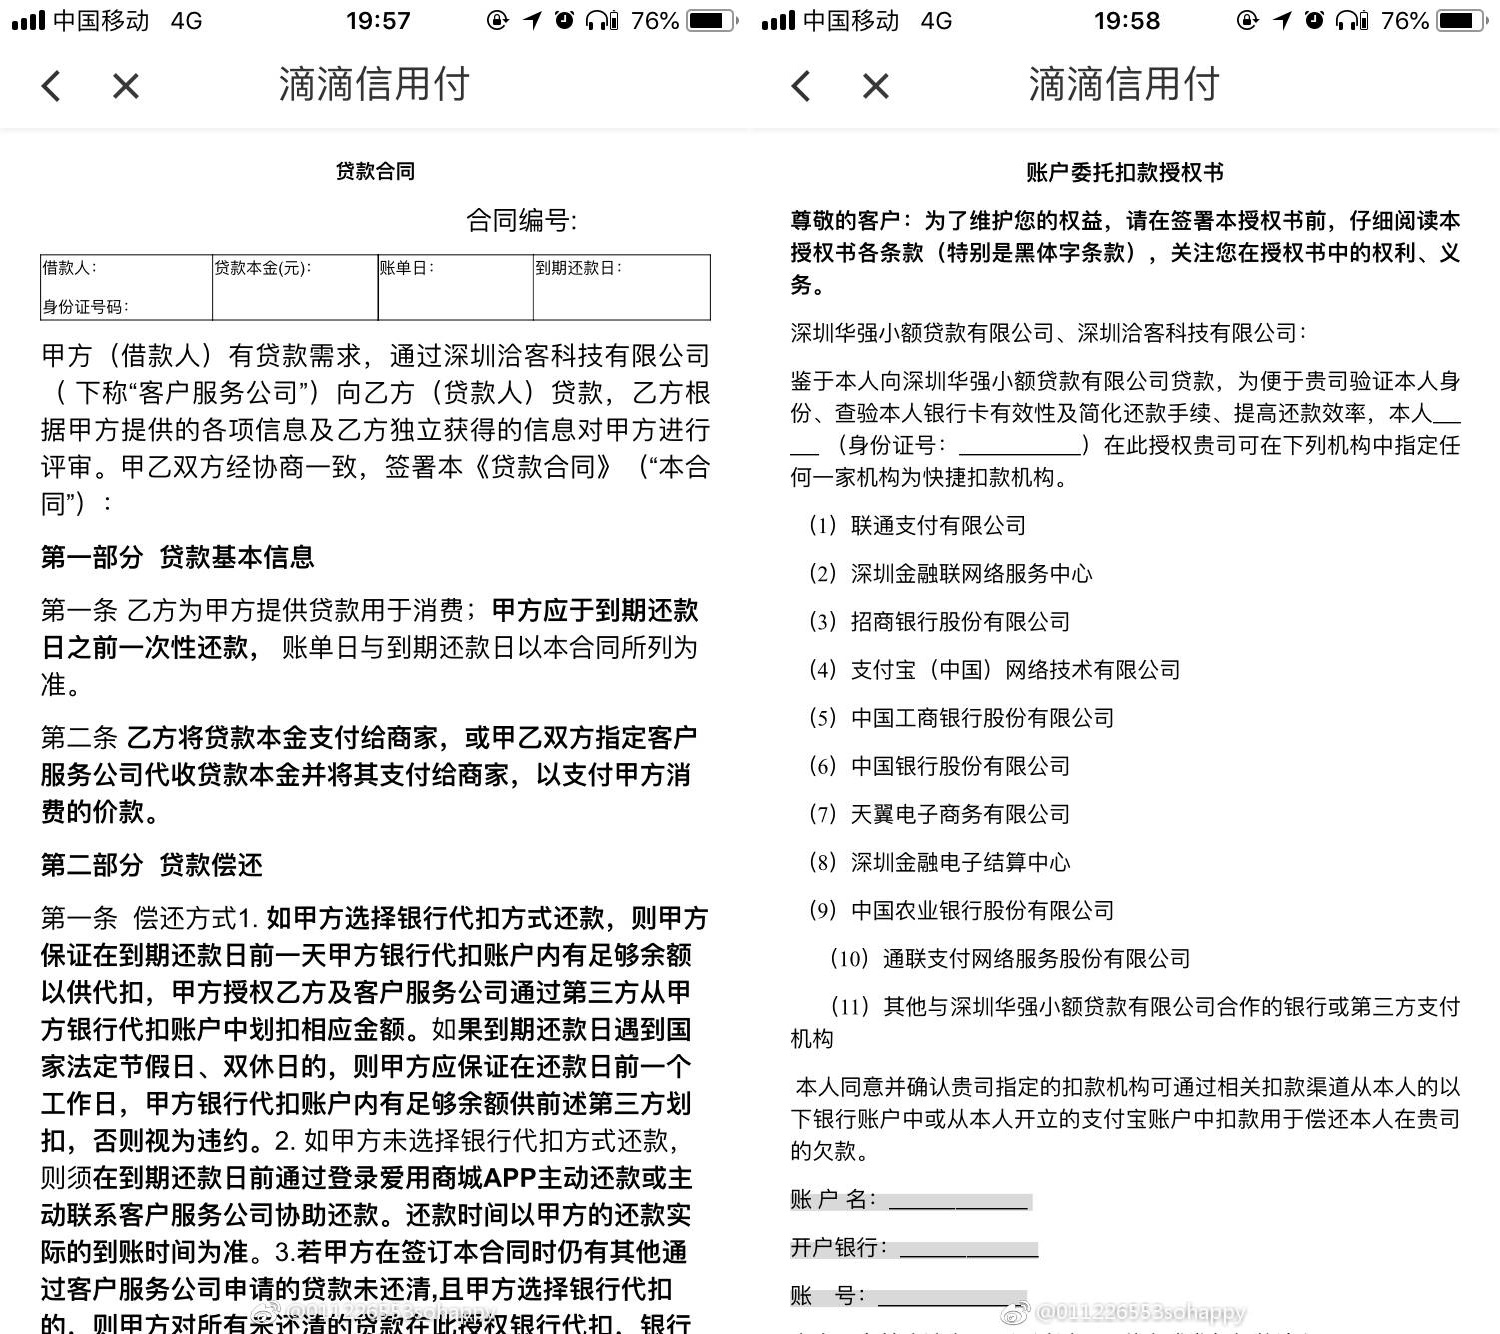 中国移动 4G 19:57 76%
滴滴信用付
贷款合同
合同编号:
借款人：
身份证号码：
贷款本金(元)：
账单日：
到期还款日：
甲方（借款人）有贷款需求，通过深圳洽客科技有限公司
（ 下称“客户服务公司”）向乙方（贷款人）贷款，乙方根
据甲方提供的各项信息及乙方独立获得的信息对甲方进行
评审。甲乙双方经协商一致，签署本《贷款合同》（“本合
同”）：
第一部分 贷款基本信息
第一条 乙方为甲方提供贷款用于消费；甲方应于到期还款
日之前一次性还款， 账单日与到期还款日以本合同所列为
准。
第二条 乙方将贷款本金支付给商家，或甲乙双方指定客户
服务公司代收贷款本金并将其支付给商家，以支付甲方消
费的价款。
第二部分 贷款偿还
第一条 偿还方式1. 如甲方选择银行代扣方式还款，则甲方
保证在到期还款日前一天甲方银行代扣账户内有足够余额
以供代扣，甲方授权乙方及客户服务公司通过第三方从甲
方银行代扣账户中划扣相应金额。如果到期还款日遇到国
家法定节假日、双休日的，则甲方应保证在还款日前一个
工作日，甲方银行代扣账户内有足够余额供前述第三方划
扣，否则视为违约。2. 如甲方未选择银行代扣方式还款，
则须在到期还款日前通过登录爱用商城APP主动还款或主
动联系客户服务公司协助还款。还款时间以甲方的还款实
际的到账时间为准。3.若甲方在签订本合同时仍有其他通
过客户服务公司申请的贷款未还清,且甲方选择银行代扣
的，则甲方对所有未还清的贷款在此授权银行代扣，银行
@011226553sohappy
中国移动 4G 19:58 76%
滴滴信用付
账户委托扣款授权书
尊敬的客户：为了维护您的权益，请在签署本授权书前，仔细阅读本
授权书各条款（特别是黑体字条款），关注您在授权书中的权利、义
务。
深圳华强小额贷款有限公司、深圳洽客科技有限公司：
鉴于本人向深圳华强小额贷款有限公司贷款，为便于贵司验证本人身
份、查验本人银行卡有效性及简化还款手续、提高还款效率，本人___
___（身份证号：___________）在此授权贵司可在下列机构中指定任
何一家机构为快捷扣款机构。
（1）联通支付有限公司
（2）深圳金融联网络服务中心
（3）招商银行股份有限公司
（4）支付宝（中国）网络技术有限公司
（5）中国工商银行股份有限公司
（6）中国银行股份有限公司
（7）天翼电子商务有限公司
（8）深圳金融电子结算中心
（9）中国农业银行股份有限公司
（10）通联支付网络服务股份有限公司
（11）其他与深圳华强小额贷款有限公司合作的银行或第三方支付
机构
本人同意并确认贵司指定的扣款机构可通过相关扣款渠道从本人的以
下银行账户中或从本人开立的支付宝账户中扣款用于偿还本人在贵司
的欠款。
账 户 名：____________
开户银行：____________
账 号：____________
@011226553sohappy